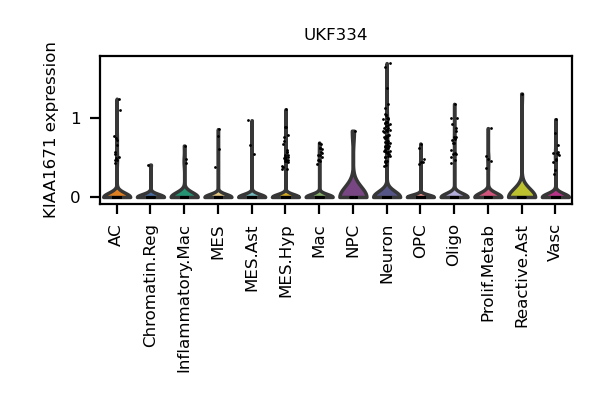 UKF334
KIAA1671 expression
1
0
AC
Chromatin.Reg
Inflammatory.Mac
MES
MES.Ast
MES.Hyp
Mac
NPC
Neuron
OPC
Oligo
Prolif.Metab
Reactive.Ast
Vasc